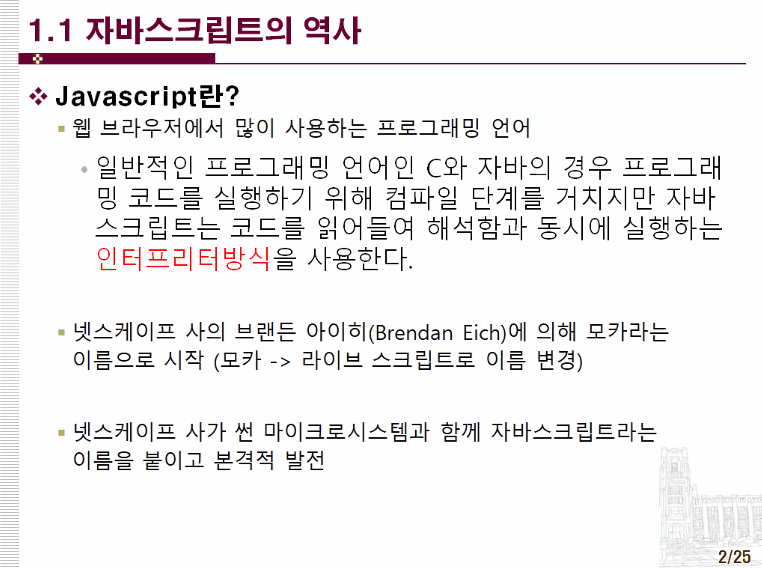 1.1 자바스크립트의 역사
Javascript란?
웹 브라우저에서 많이 사용하는 프로그래밍 언어
일반적인 프로그래밍 언어인 C와 자바의 경우 프로그래
밍 코드를 실행하기 위해 컴파일 단계를 거치지만 자바
스크립트는 코드를 읽어들여 해석함과 동시에 실행하는
인터프리터방식을 사용한다.
넷스케이프 사의 브랜든 아이히(Brendan Eich)에 의해 모카라는
이름으로 시작 (모카 -> 라이브 스크립트로 이름 변경)
넷스케이프 사가 썬 마이크로시스템과 함께 자바스크립트라는
이름을 붙이고 본격적 발전
2/25